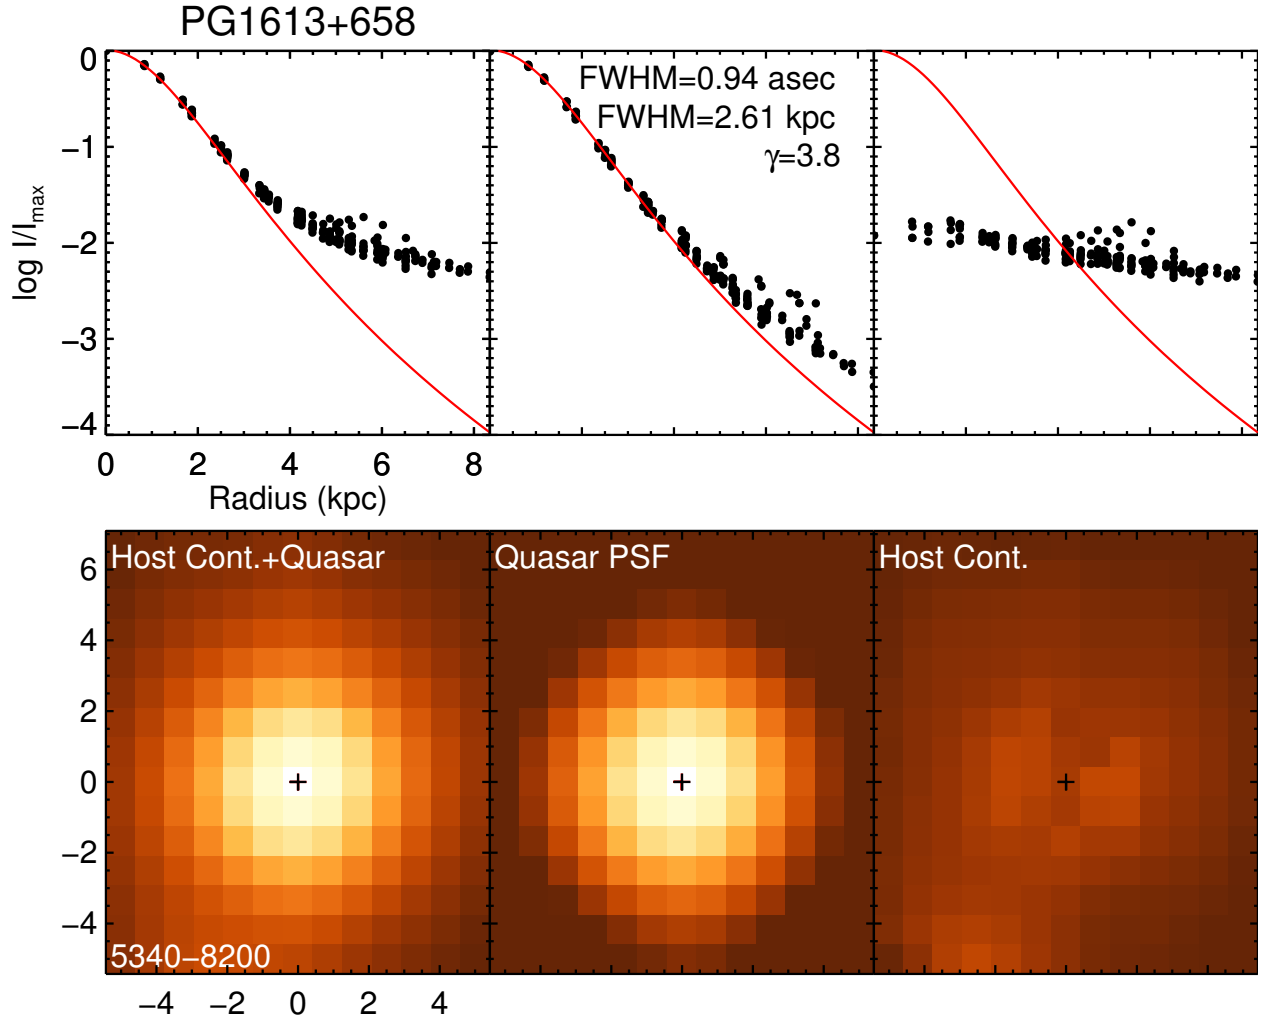 PG1613+658
0
−1
−2
−3
−4
log I/Imax
FWHM=0.94 asec
FWHM=2.61 kpc
γ=3.8
0 2 4 6 8
Radius (kpc)
Host Cont.+Quasar
Quasar PSF
Host Cont.
6
4
2
0
−2
−4
5340−8200
−4 −2 0 2 4